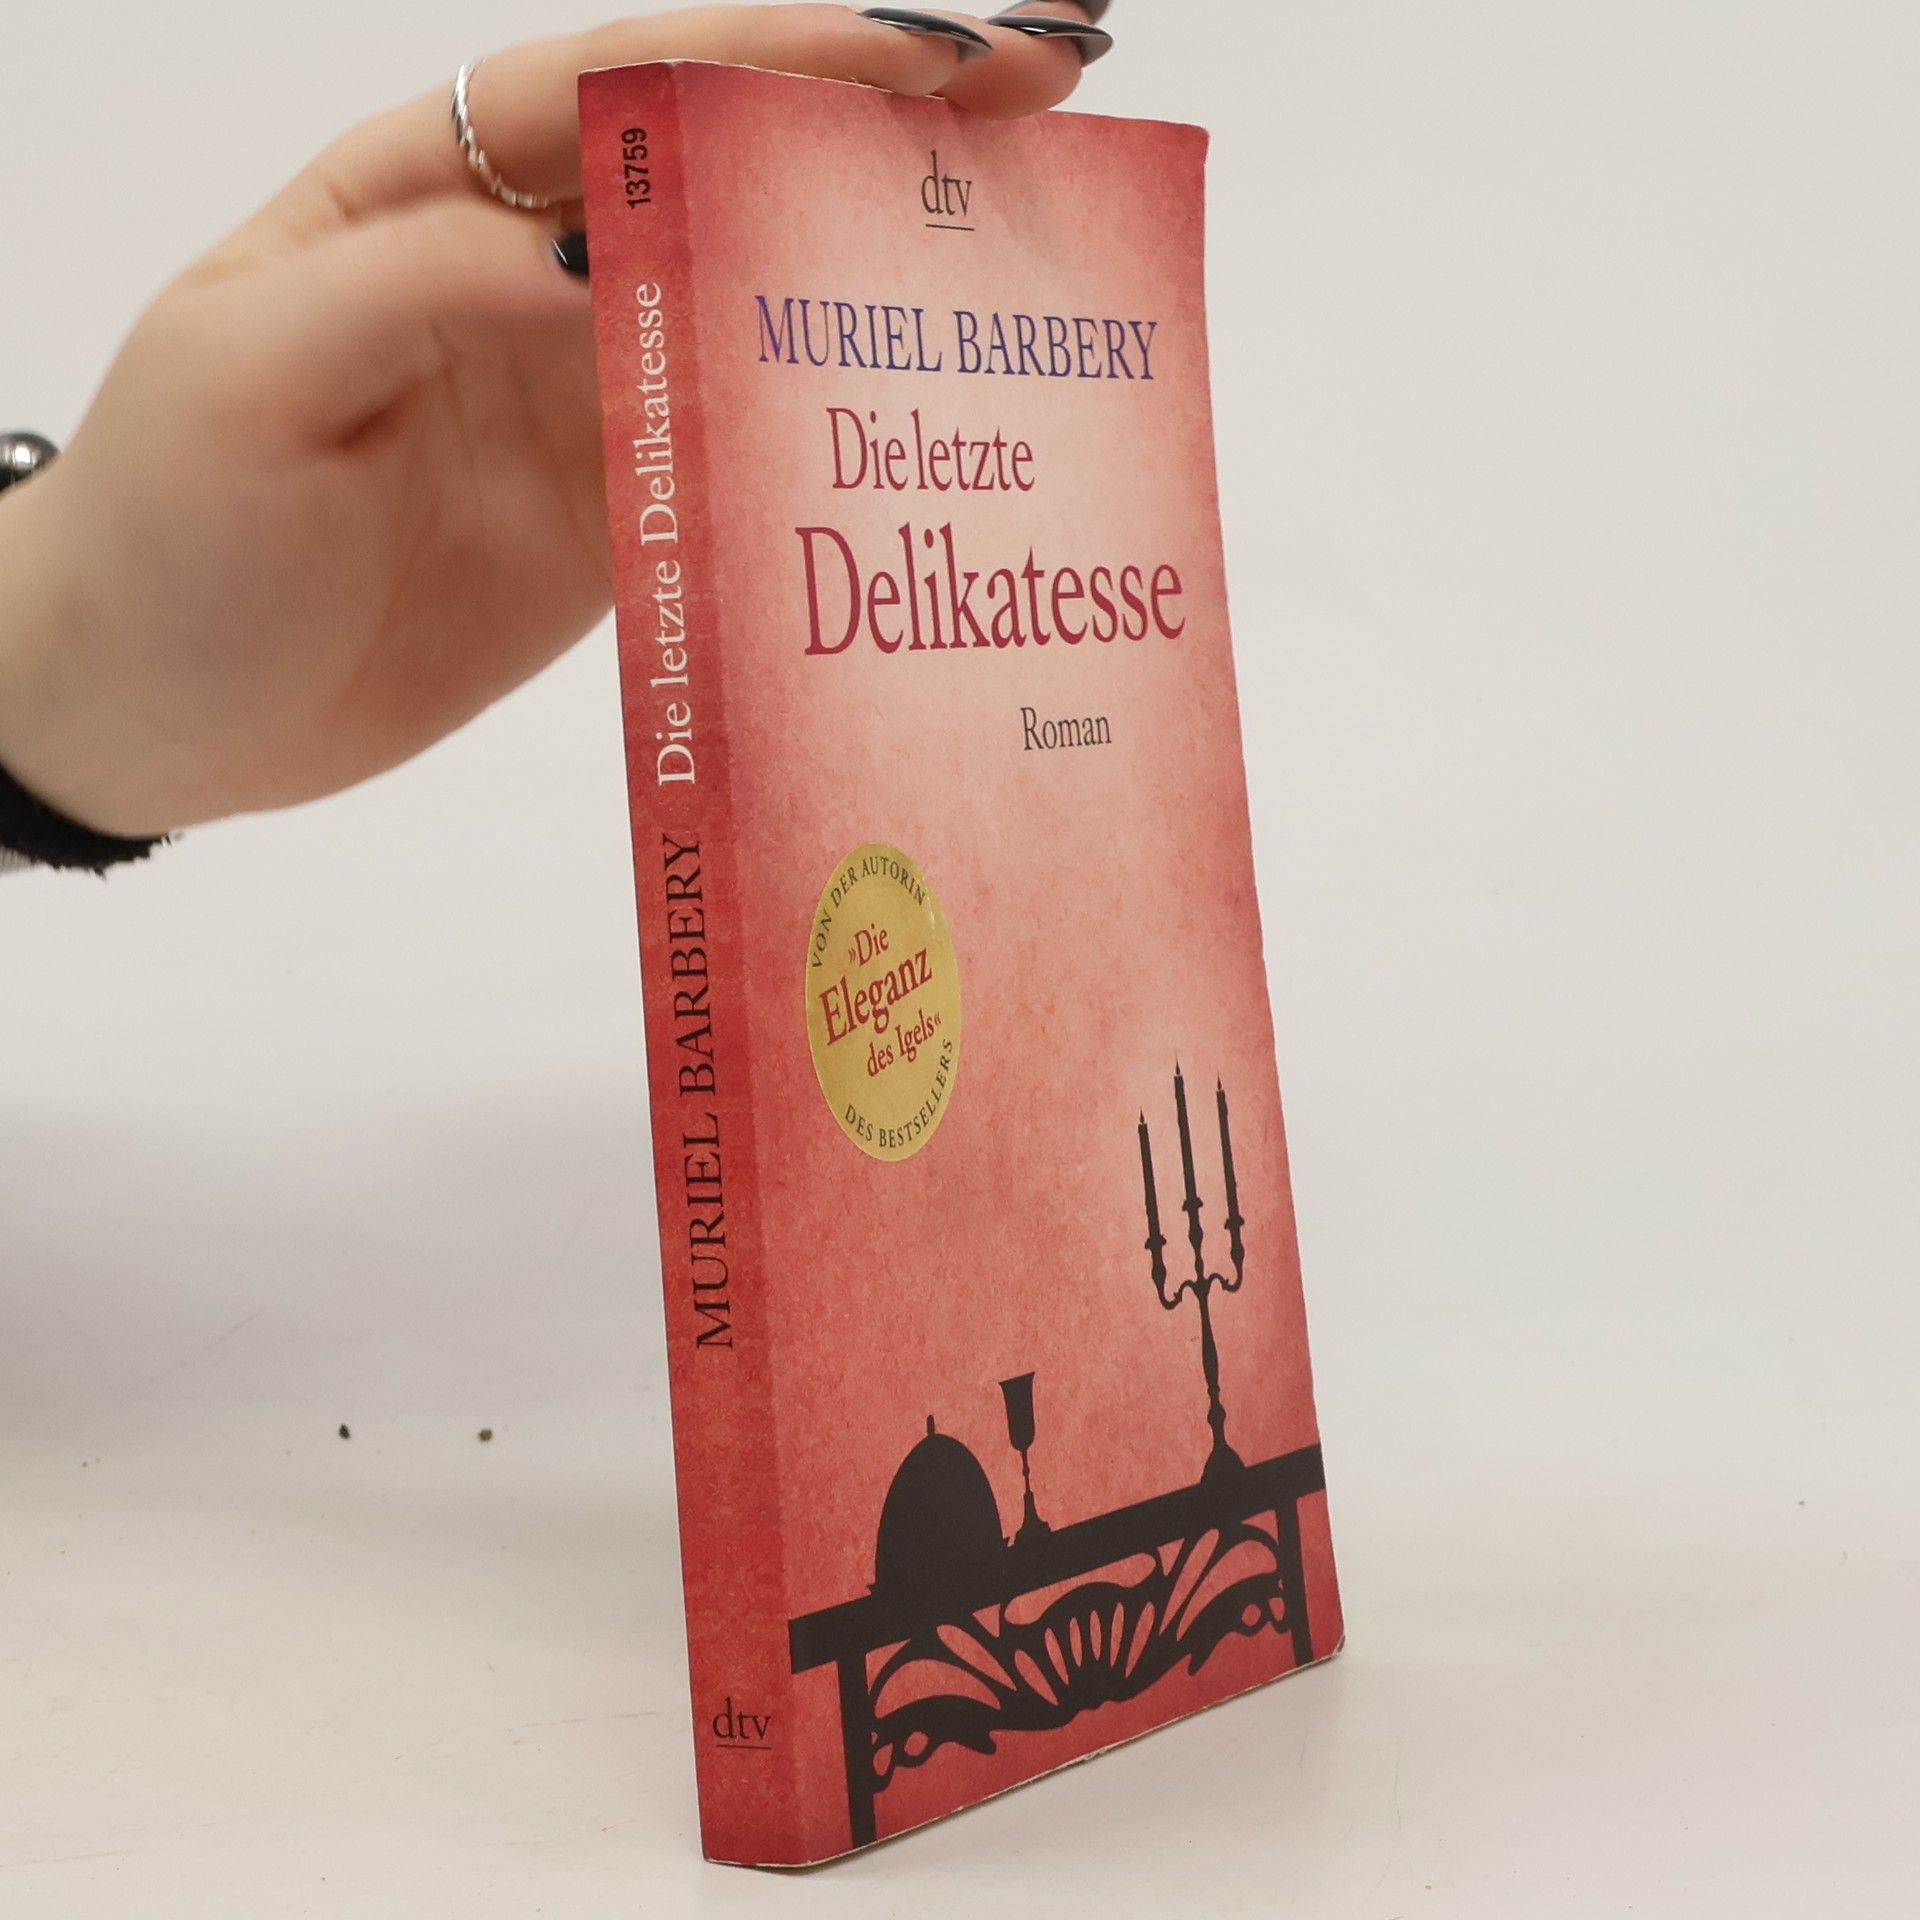 13759
Die letzte Delikatesse
MURIEL BARBERY
dtv
dtv
MURIEL BARBERY
Die letzte
Delikatesse
Roman
VON DER AUTORIN
»Die
Eleganz
des Igels«
DES BESTSELLERS